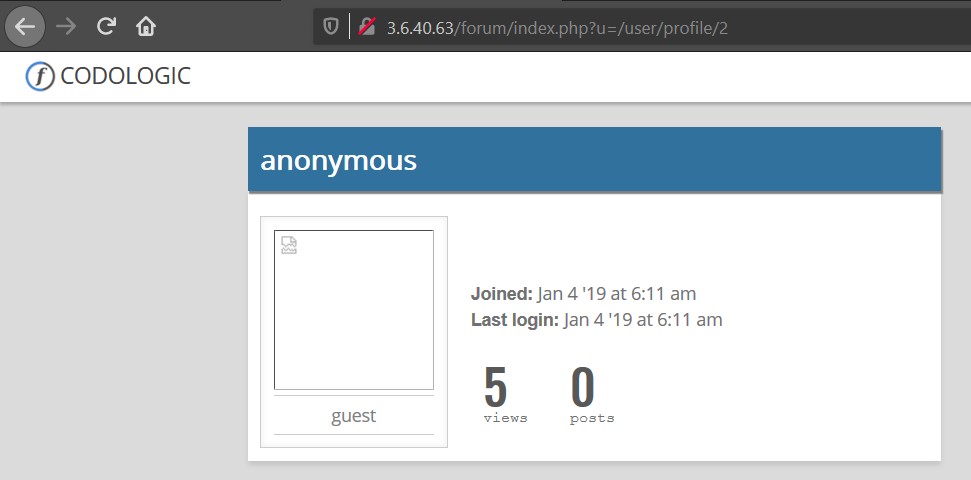 3.6.40.63/forum/index.php?u=/user/profile/2
f CODOLOGIC
anonymous
Joined: Jan 4 '19 at 6:11 am
Last login: Jan 4 '19 at 6:11 am
5 0
views posts
guest